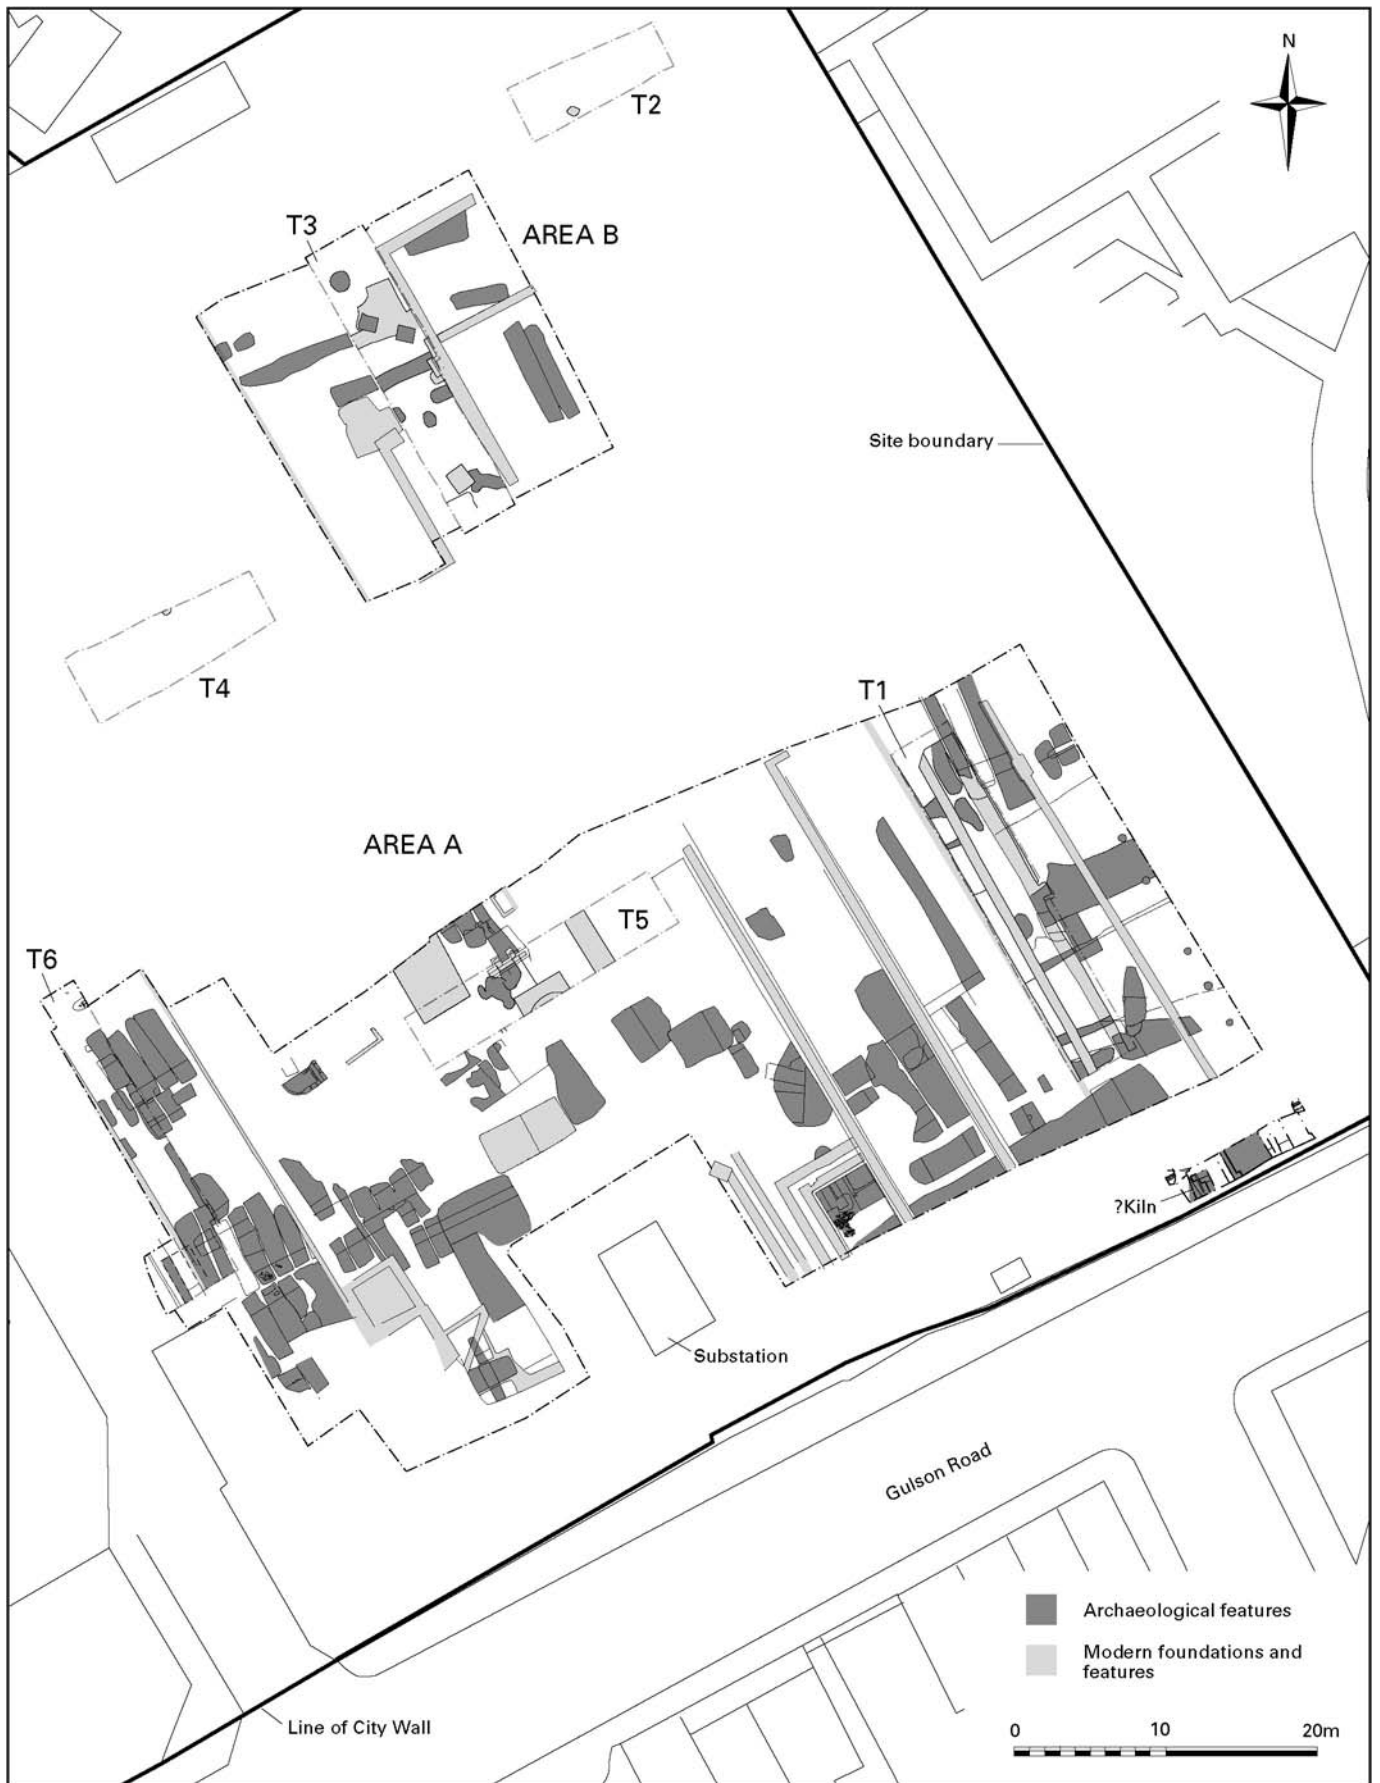 N
T2
T3
AREA B
Site boundary
T4
T1
AREA A
T5
T6
?Kiln
Substation
Gulson Road
Archaeological features
Modern foundations and
features
Line of City Wall
0 10 20m